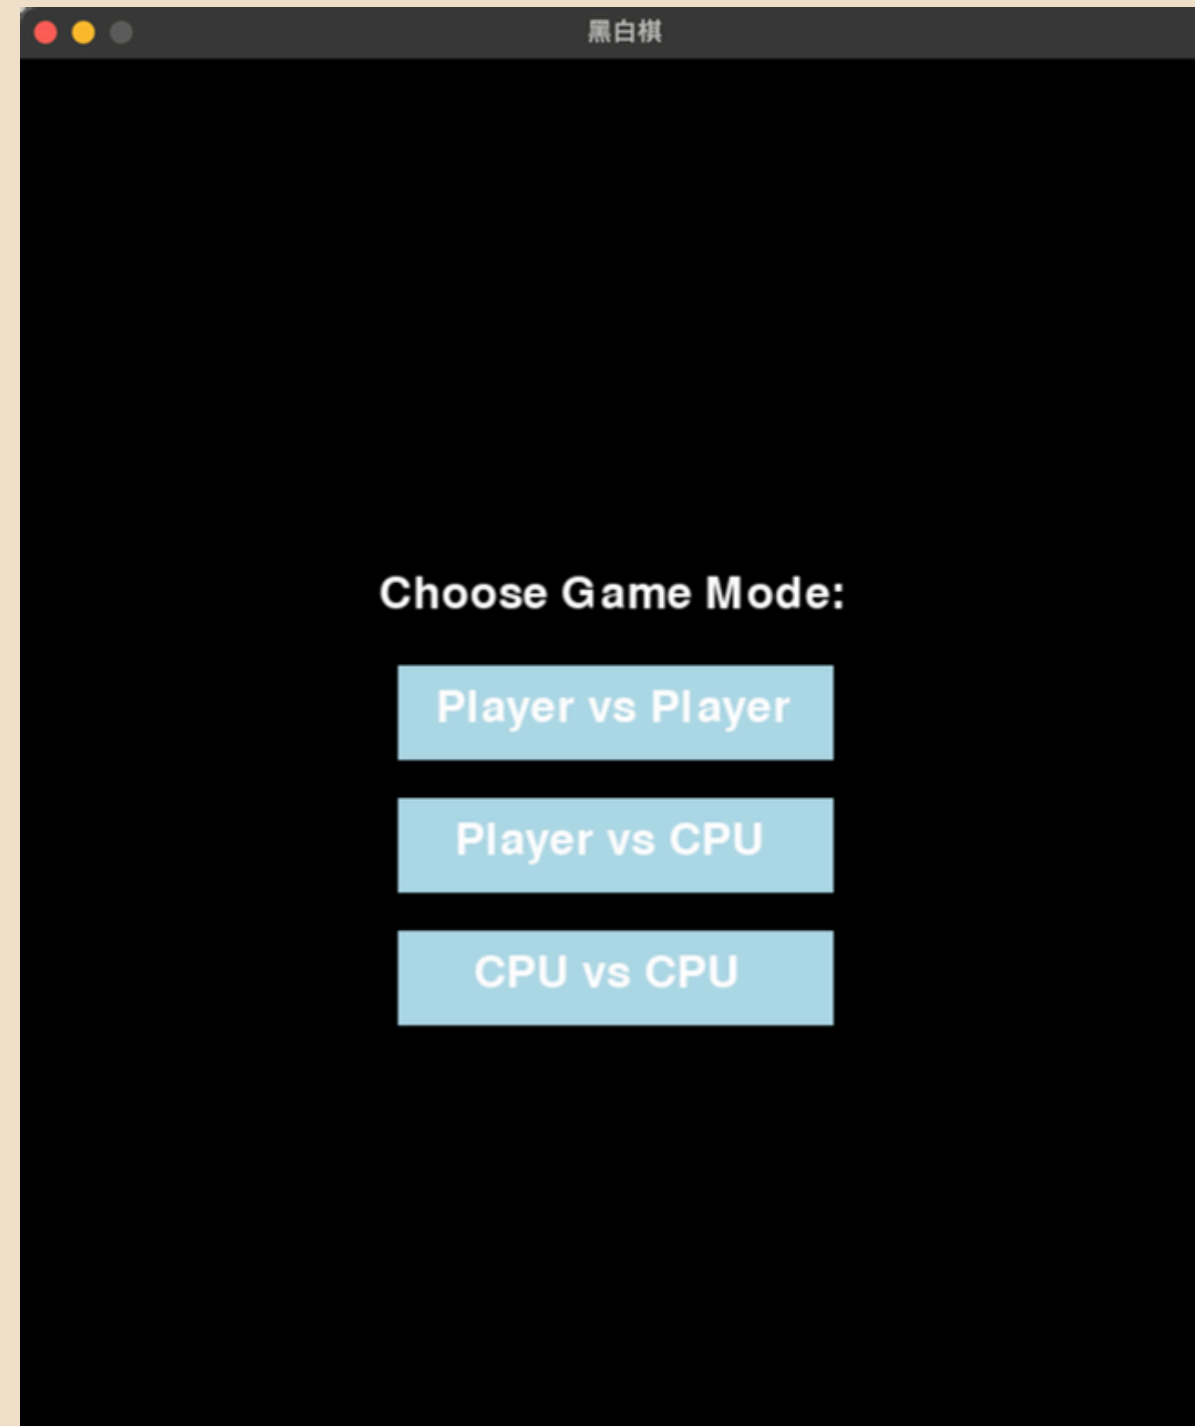 黑白棋
Choose Game Mode:
Player vs Player
Player vs CPU
CPU vs CPU